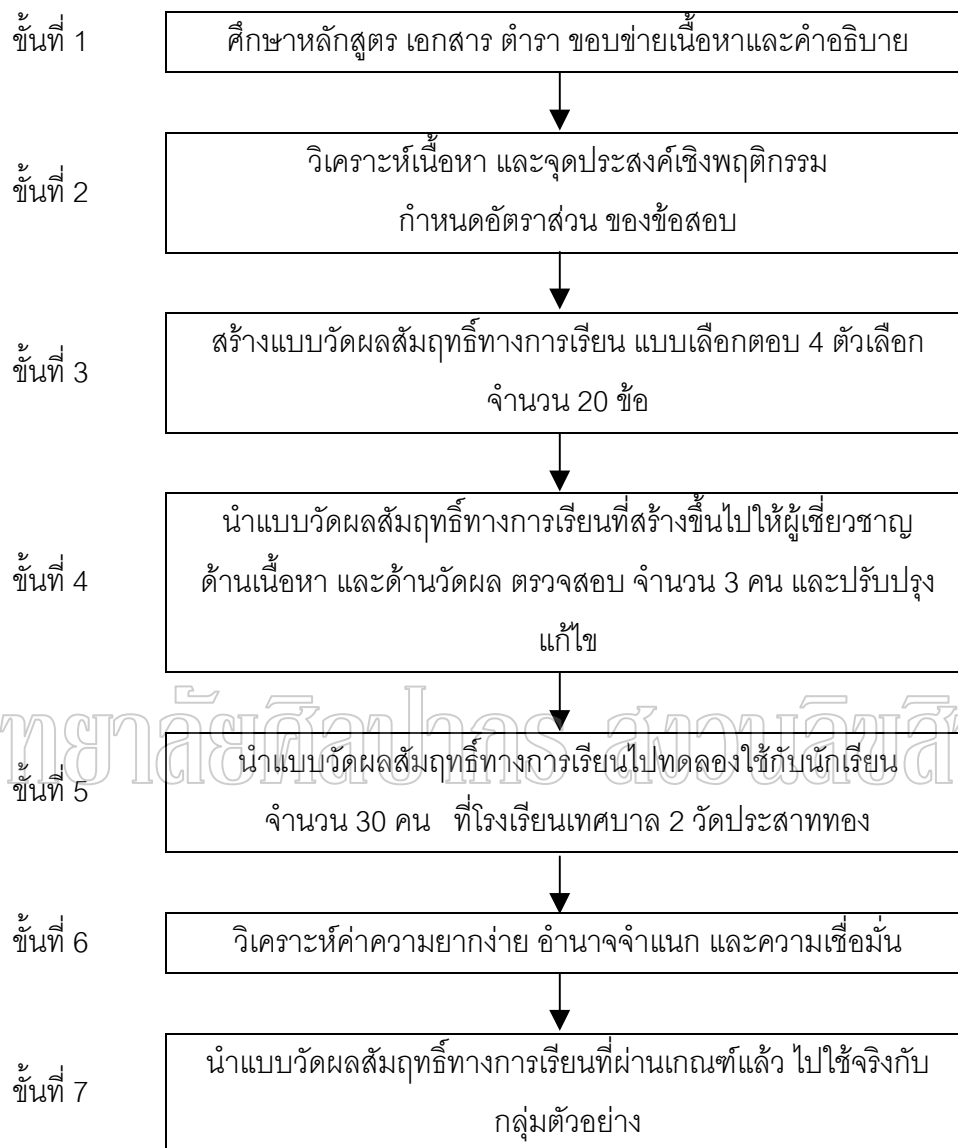 ขั้นที่ 1
ศึกษาหลักสูตร เอกสาร ตำรา ขอบข่ายเนื้อหาและคำอธิบาย
ขั้นที่ 2
วิเคราะห์เนื้อหา และจุดประสงค์เชิงพฤติกรรม
กำหนดอัตราส่วน ของข้อสอบ
ขั้นที่ 3
สร้างแบบวัดผลสัมฤทธิ์ทางการเรียน แบบเลือกตอบ 4 ตัวเลือก
จำนวน 20 ข้อ
ขั้นที่ 4
นำแบบวัดผลสัมฤทธิ์ทางการเรียนที่สร้างขึ้นไปให้ผู้เชี่ยวชาญ
ด้านเนื้อหา และด้านวัดผล ตรวจสอบ จำนวน 3 คน และปรับปรุง
แก้ไข
ทยาลัยศิลปากร สงวนลิขสิ
ขั้นที่ 5
นำแบบวัดผลสัมฤทธิ์ทางการเรียนไปทดลองใช้กับนักเรียน
จำนวน 30 คน ที่โรงเรียนเทศบาล 2 วัดประสาททอง
ขั้นที่ 6
วิเคราะห์ค่าความยากง่าย อำนาจจำแนก และความเชื่อมั่น
ขั้นที่ 7
นำแบบวัดผลสัมฤทธิ์ทางการเรียนที่ผ่านเกณฑ์แล้ว ไปใช้จริงกับ
กลุ่มตัวอย่าง